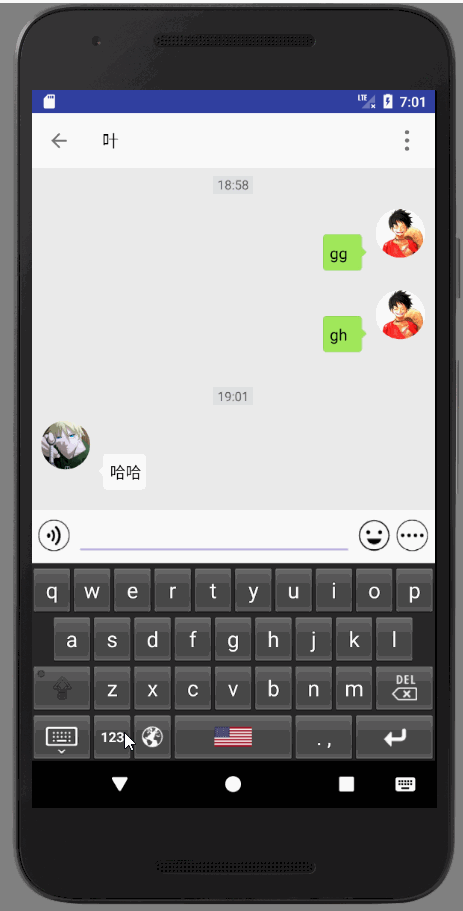 LTE 7:01
叶
18:58
gg
gh
19:01
哈哈
q w e r t y u i o p
a s d f g h j k l
z x c v b n m DEL
123 . ,